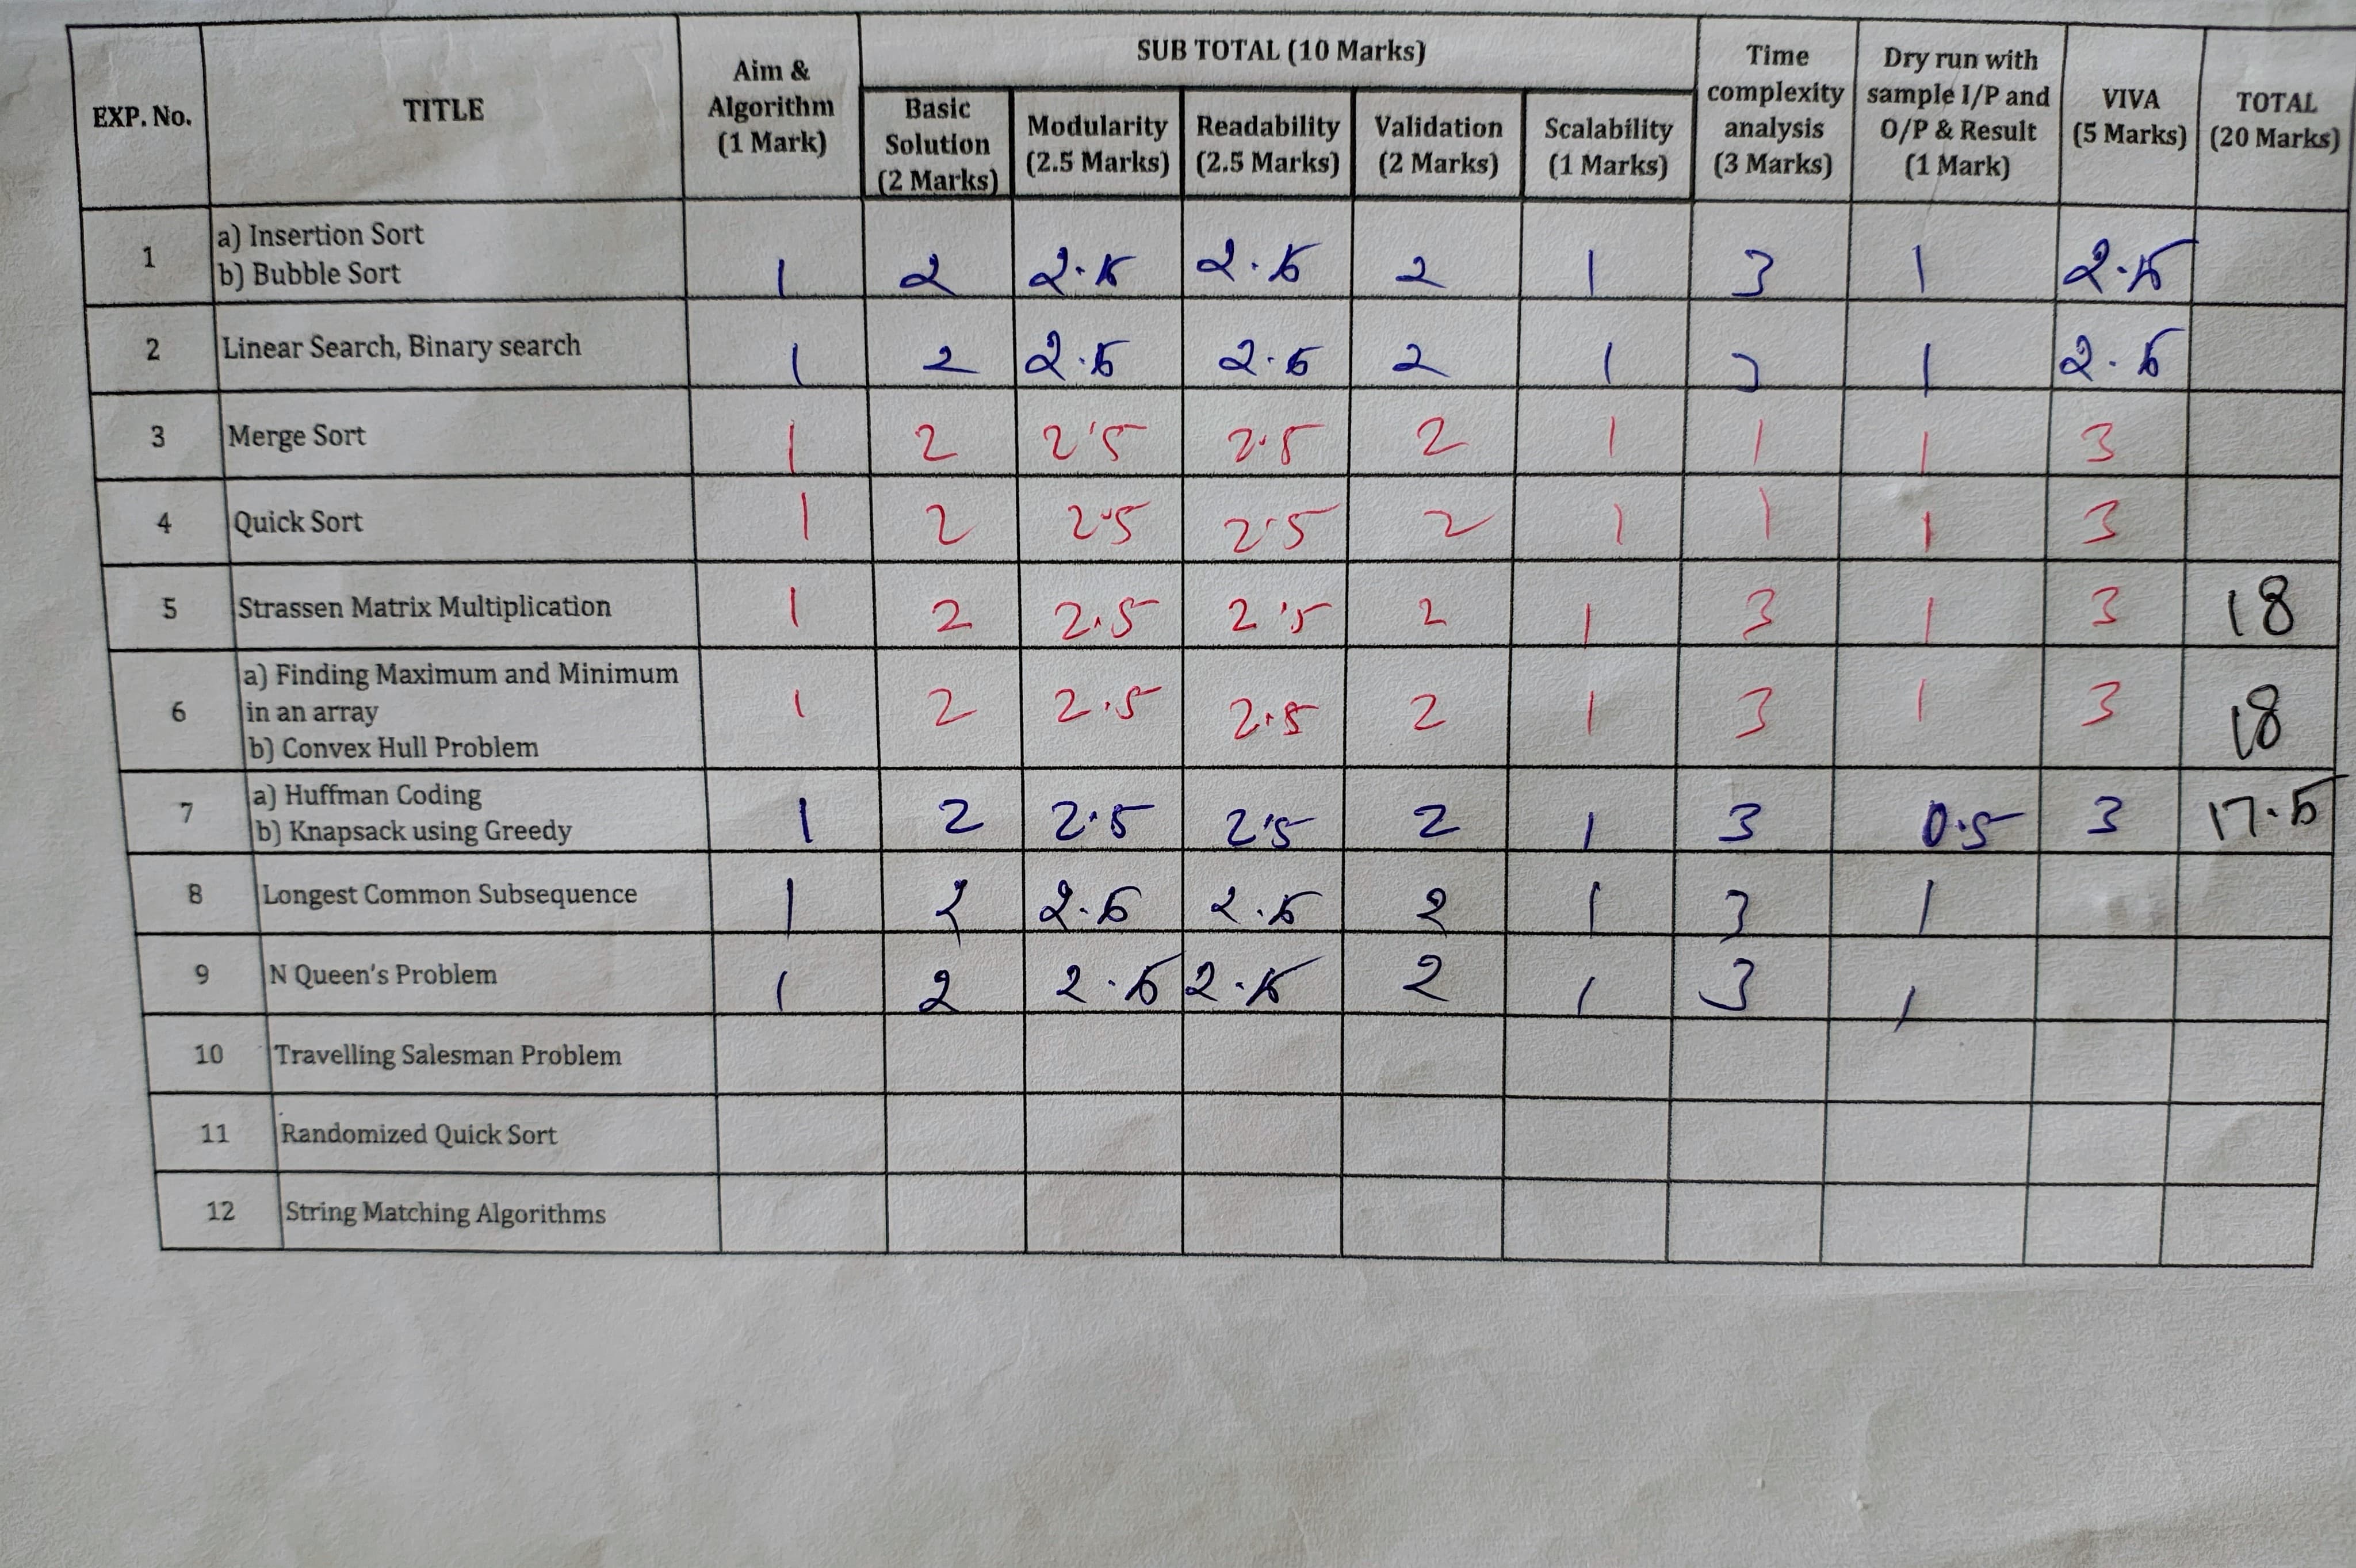 EXP. No. TITLE Aim & Algorithm (1 Mark) SUB TOTAL (10 Marks) Time complexity analysis (3 Marks) Dry run with sample I/P and O/P & Result (1 Mark) VIVA (5 Marks) TOTAL (20 Marks)
Basic Solution (2 Marks) Modularity (2.5 Marks) Readability (2.5 Marks) Validation (2 Marks) Scalability (1 Marks)
1 a) Insertion Sort
b) Bubble Sort 1 2 2.5 2.5 2 1 3 1 2.5
2 Linear Search, Binary search 1 2 2.5 2.5 2 1 3 1 2.5
3 Merge Sort 1 2 2.5 2.5 2 1 1 1 3
4 Quick Sort 1 2 2.5 2.5 2 1 1 1 3
5 Strassen Matrix Multiplication 1 2 2.5 2.5 2 1 3 1 3 18
6 a) Finding Maximum and Minimum
in an array 1 2 2.5 2.5 2 1 3 1 3 18
b) Convex Hull Problem
7 a) Huffman Coding
b) Knapsack using Greedy 1 2 2.5 2.5 2 1 3 0.5 3 17.5
8 Longest Common Subsequence 1 2 2.5 2.5 2 1 3 1
9 N Queen's Problem 1 2 2.5 2.5 2 1 3 1
10 Travelling Salesman Problem
11 Randomized Quick Sort
12 String Matching Algorithms